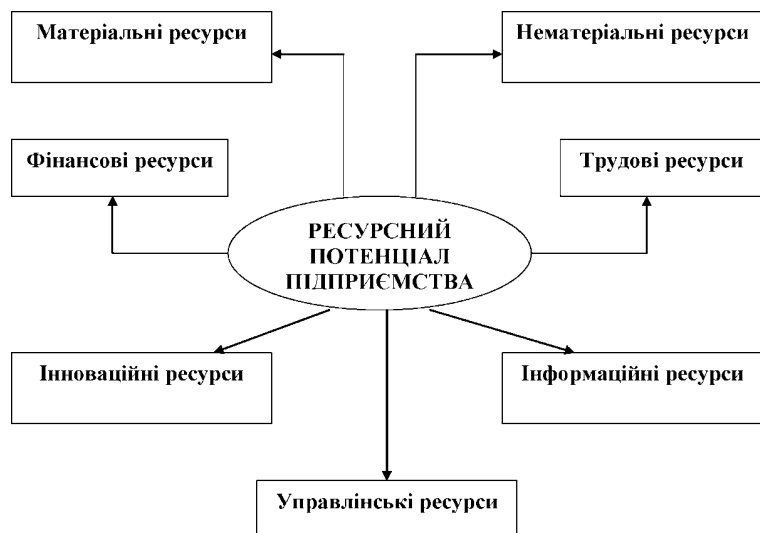 Матеріальні ресурси
Нематеріальні ресурси
Фінансові ресурси
Трудові ресурси
РЕСУРСНИЙ
ПОТЕНЦІАЛ
ПІДПРИЄМСТВА
Інноваційні ресурси
Інформаційні ресурси
Управлінські ресурси